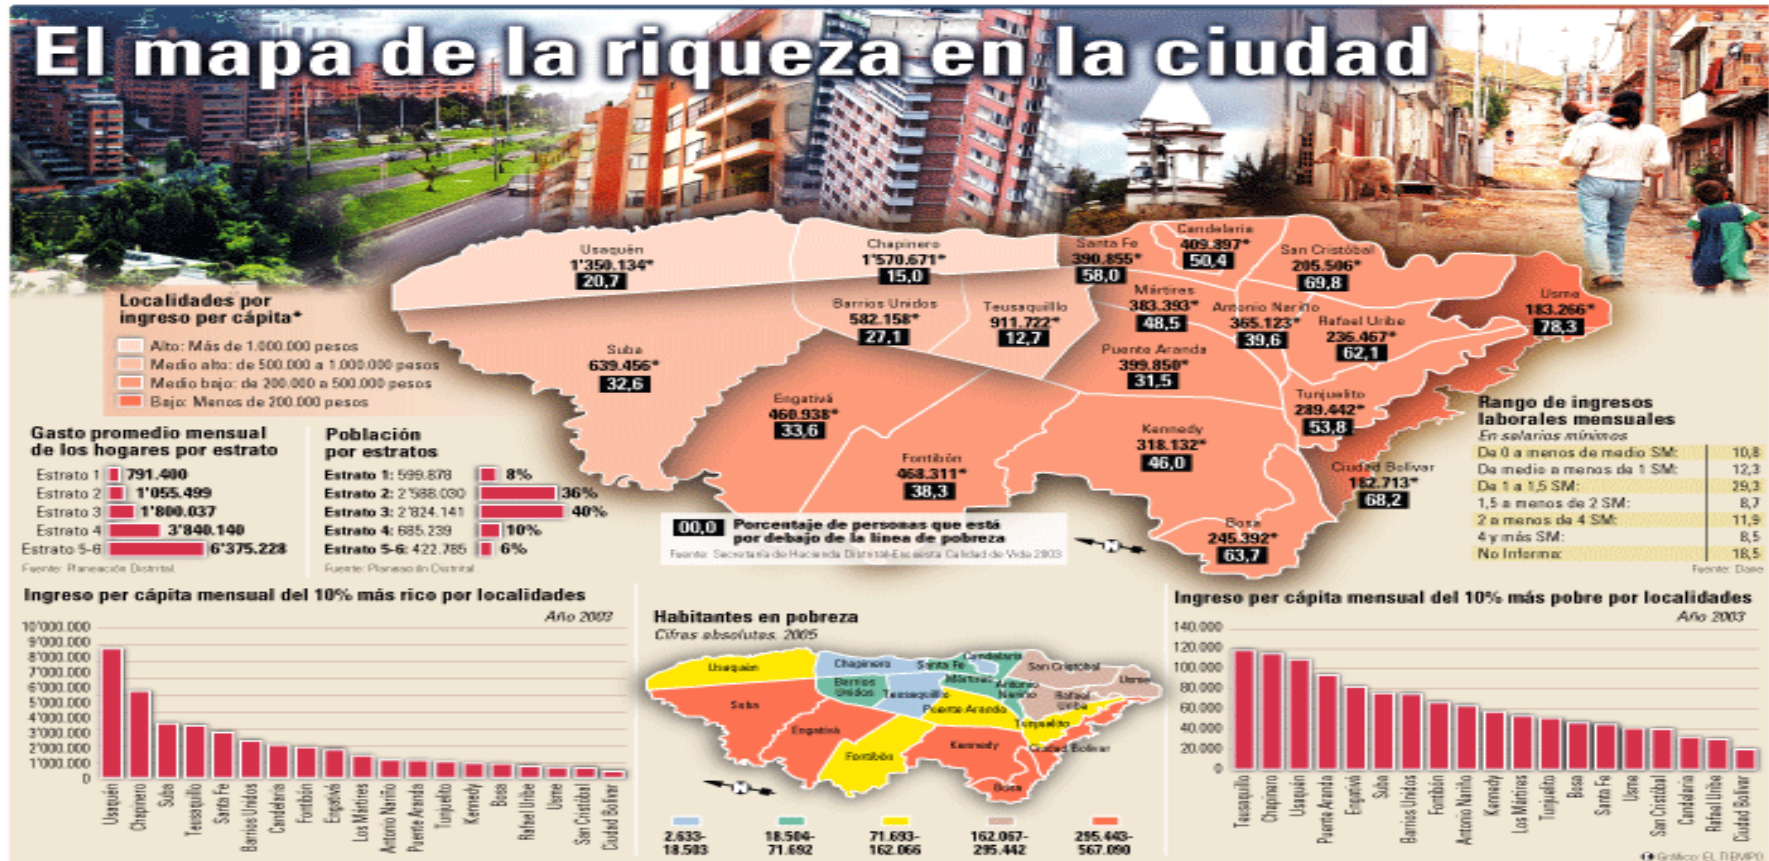 El mapa de la riqueza en la ciudad
Localidades por
ingreso per cápita*
Alto: Más de 1.000.000 pesos
Medio alto: de 500.000 a 1.000.000 pesos
Medio bajo: de 200.000 a 500.000 pesos
Bajo: Menos de 200.000 pesos
Usaquén
1'350.134*
20,7
Chapinero
1'570.671*
15,0
Santa Fe
390.855*
58,0
Candelaria
409.897*
50,4
San Cristóbal
205.506*
69,8
Usme
183.266*
78,3
Barrios Unidos
582.158*
27,1
Teusaquilllo
911.722*
12,7
Mártires
383.393*
48,5
Antonio Nariño
365.123*
39,6
Rafael Uribe
236.467*
62,1
Suba
639.456*
32,6
Puente Aranda
399.850*
31,5
Engativá
460.938*
33,6
Tunjuelito
289.442*
53,8
Kennedy
318.132*
46,0
Fontibón
468.311*
38,3
Ciudad Bolívar
182.713*
68,2
Bosa
245.392*
63,7
00,0 Porcentaje de personas que está
por debajo de la línea de pobreza
Fuente: Secretaría de Hacienda Distrital-Encuesta Calidad de Vida 2003
N
Gasto promedio mensual
de los hogares por estrato
Estrato 1 791.400
Estrato 2 1'055.499
Estrato 3 1'800.037
Estrato 4 3'840.140
Estrato 5-6 6'375.228
Fuente: Planeación Distrital
Población
por estratos
Estrato 1: 599.878 8%
Estrato 2: 2'588.030 36%
Estrato 3: 2'824.141 40%
Estrato 4: 685.239 10%
Estrato 5-6: 422.785 6%
Fuente: Planeación Distrital
Rango de ingresos
laborales mensuales
En salarios mínimos
De 0 a menos de medio SM: 10,8
De medio a menos de 1 SM: 12,3
De 1 a 1,5 SM: 29,3
1,5 a menos de 2 SM: 8,7
2 a menos de 4 SM: 11,9
4 y más SM: 8,5
No Informa: 18,5
Fuente: Dane
Ingreso per cápita mensual del 10% más rico por localidades
Año 2003
10'000.000
9'000.000
8'000.000
7'000.000
6'000.000
5'000.000
4'000.000
3'000.000
2'000.000
1'000.000
0
Usaquén
Chapinero
Suba
Teusaquillo
Santa Fe
Barrios Unidos
Candelaria
Fontibón
Engativá
Los Mártires
Antonio Nariño
Puente Aranda
Tunjuelito
Kennedy
Bosa
Rafael Uribe
Usme
San Cristóbal
Ciudad Bolívar
Habitantes en pobreza
Cifras absolutas. 2005
Usaquén
Chapinero
Santa Fe
Candelaria
San Cristóbal
Usme
Barrios Unidos
Teusaquillo
Mártires
Antonio Nariño
Rafael Uribe
Suba
Puente Aranda
Tunjuelito
Engativá
Kennedy
Ciudad Bolívar
Fontibón
Bosa
N
2.633-
18.503
18.504-
71.692
71.693-
162.066
162.067-
295.442
295.443-
567.090
Ingreso per cápita mensual del 10% más pobre por localidades
Año 2003
140.000
120.000
100.000
80.000
60.000
40.000
20.000
0
Teusaquillo
Chapinero
Usaquén
Puente Aranda
Engativá
Suba
Barrios Unidos
Fontibón
Antonio Nariño
Kennedy
Los Mártires
Tunjuelito
Bosa
Santa Fe
Usme
San Cristóbal
Candelaria
Rafael Uribe
Ciudad Bolívar
Gráfico: EL TIEMPO